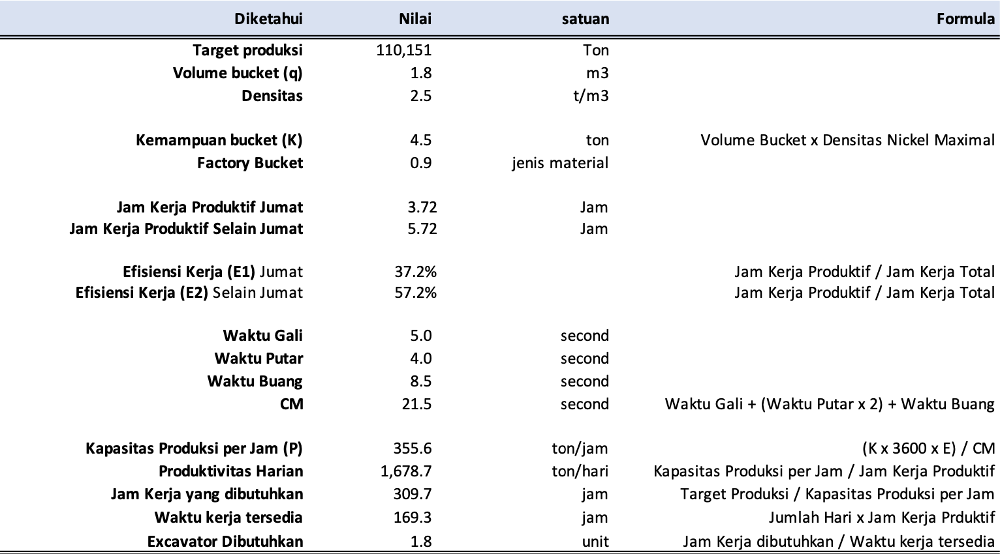 Diketahui Nilai satuan Formula
Target produksi 110,151 Ton
Volume bucket (q) 1.8 m3
Densitas 2.5 t/m3
Kemampuan bucket (K) 4.5 ton Volume Bucket x Densitas Nickel Maximal
Factory Bucket 0.9 jenis material
Jam Kerja Produktif Jumat 3.72 Jam
Jam Kerja Produktif Selain Jumat 5.72 Jam
Efisiensi Kerja (E1) Jumat 37.2% Jam Kerja Produktif / Jam Kerja Total
Efisiensi Kerja (E2) Selain Jumat 57.2% Jam Kerja Produktif / Jam Kerja Total
Waktu Gali 5.0 second
Waktu Putar 4.0 second
Waktu Buang 8.5 second
CM 21.5 second Waktu Gali + (Waktu Putar x 2) + Waktu Buang
Kapasitas Produksi per Jam (P) 355.6 ton/jam (K x 3600 x E) / CM
Produktivitas Harian 1,678.7 ton/hari Kapasitas Produksi per Jam / Jam Kerja Produktif
Jam Kerja yang dibutuhkan 309.7 jam Target Produksi / Kapasitas Produksi per Jam
Waktu kerja tersedia 169.3 jam Jumlah Hari x Jam Kerja Prduktif
Excavator Dibutuhkan 1.8 unit Jam Kerja dibutuhkan / Waktu kerja tersedia